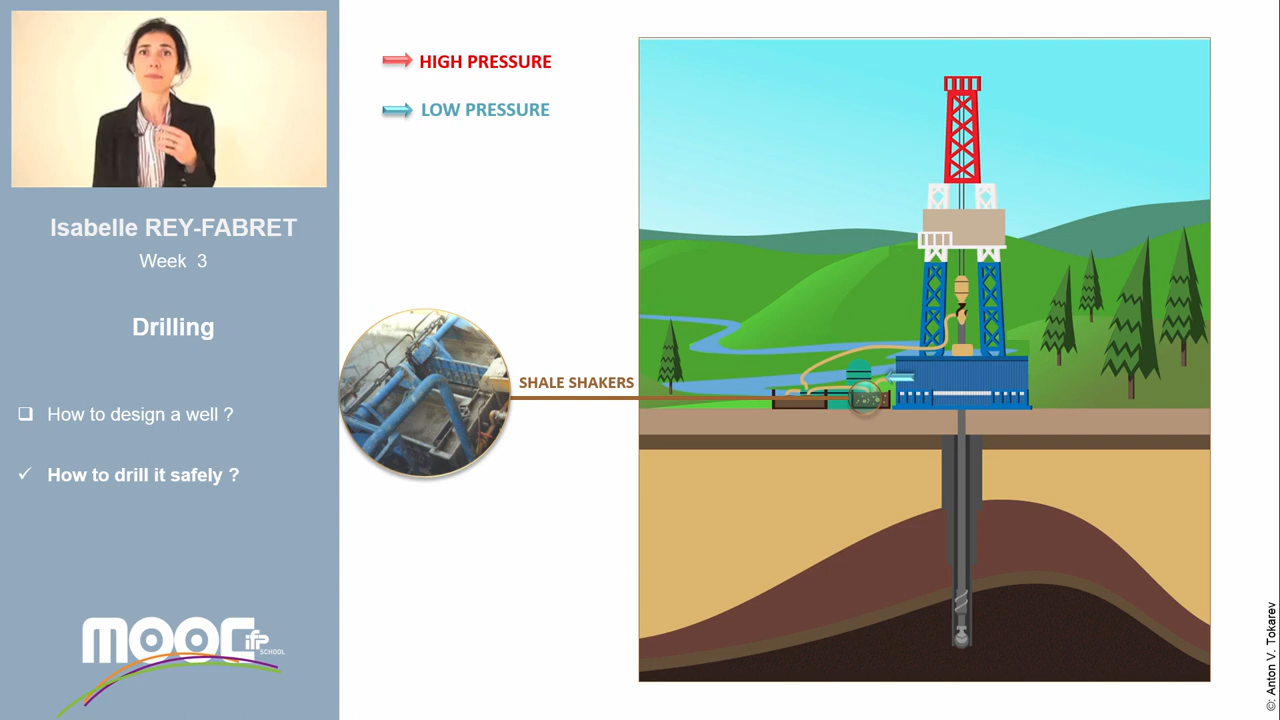 Isabelle REY-FABRET
Week 3
Drilling
How to design a well ?
How to drill it safely ?
MOOC
ifp
SCHOOL
HIGH PRESSURE
LOW PRESSURE
SHALE SHAKERS
©: Anton V. Tokarev